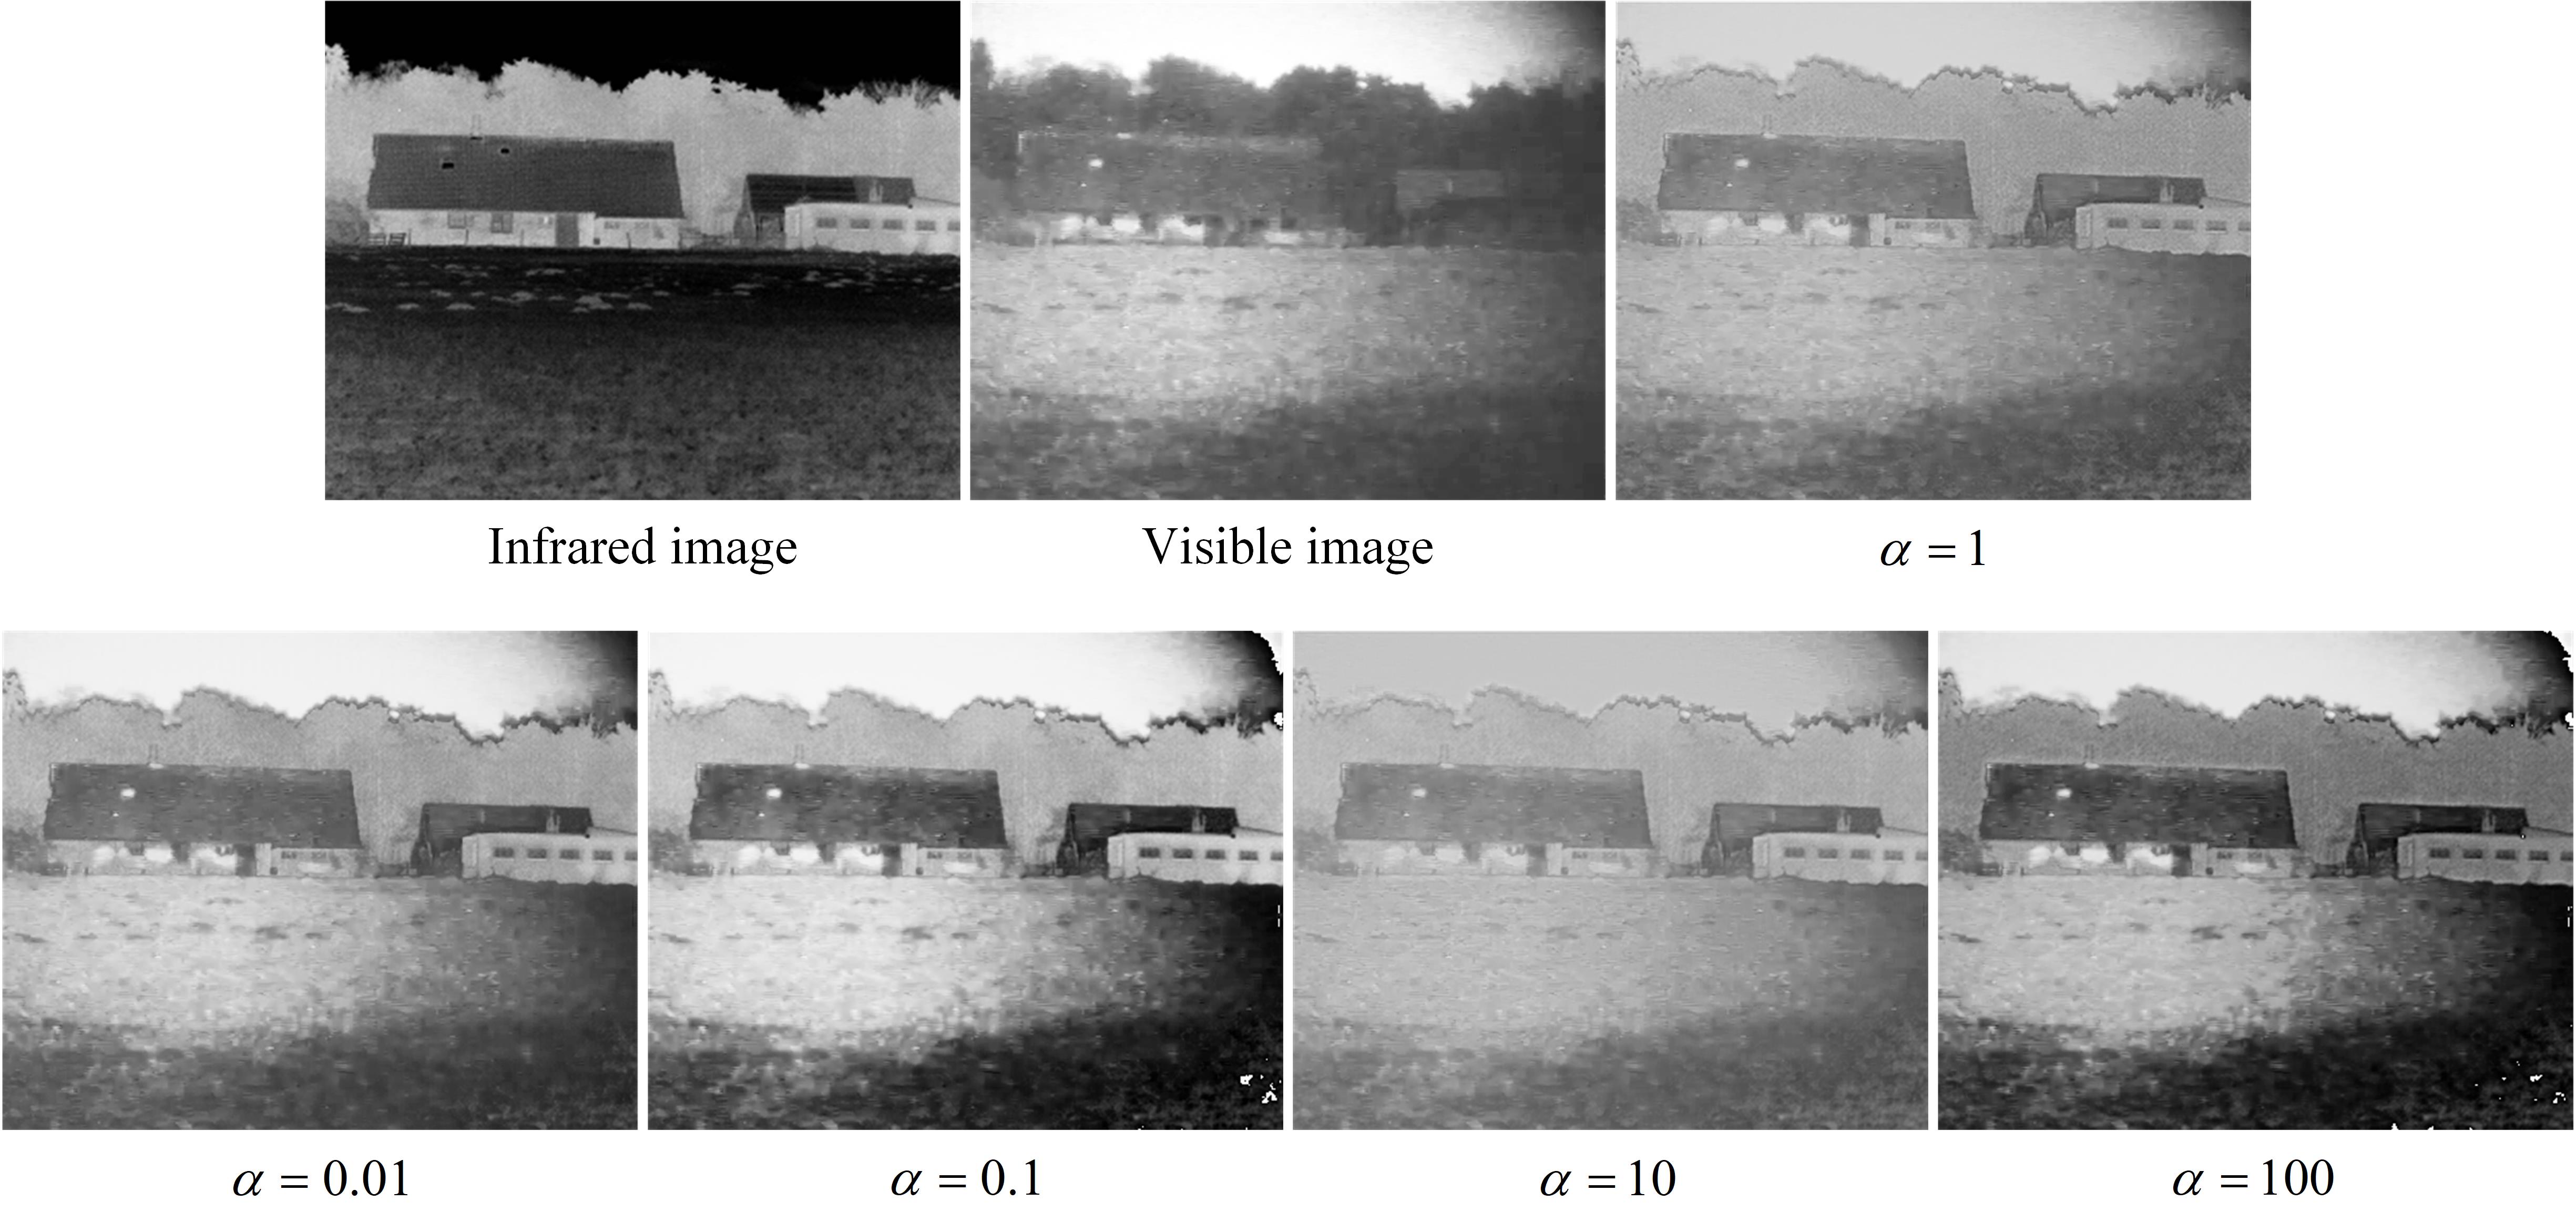 Infrared image
Visible image
α = 1
α = 0.01
α = 0.1
α = 10
α = 100